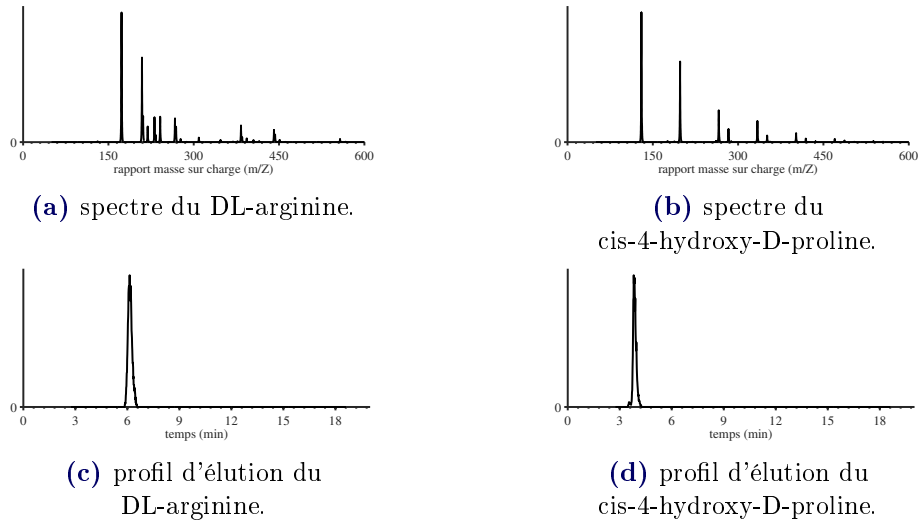 0
0 150 300 450 600
rapport masse sur charge (m/Z)
(a) spectre du DL-arginine.
0
0 150 300 450 600
rapport masse sur charge (m/Z)
(b) spectre du
cis-4-hydroxy-D-proline.
0
0 3 6 9 12 15 18
temps (min)
(c) profil d'élution du
DL-arginine.
0
0 3 6 9 12 15 18
temps (min)
(d) profil d'élution du
cis-4-hydroxy-D-proline.